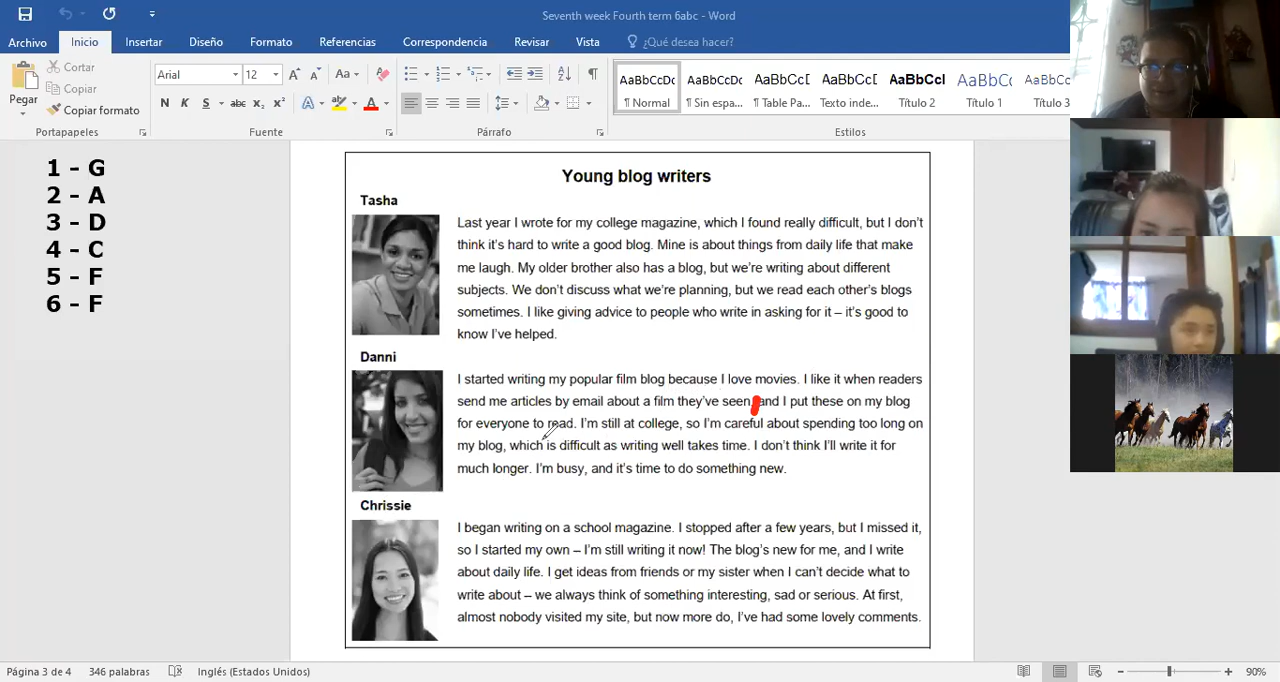 Seventh week Fourth term 6abc - Word
Archivo Inicio Insertar Diseño Formato Referencias Correspondencia Revisar Vista ¿Qué desea hacer?
Pegar
Cortar
Copiar
Copiar formato
Portapapeles
Arial 12
Fuente
Párrafo
AaBbCcDc AaBbCcDc AaBbCcD AaBbCcI AaBbCcI AaBbCcD AaBbCc
¶ Normal ¶ Sin espa... ¶ Table Pa... Texto inde... Título 2 Título 1 Título 3
Estilos
1 - G
2 - A
3 - D
4 - C
5 - F
6 - F
Young blog writers
Tasha
Last year I wrote for my college magazine, which I found really difficult, but I don't
think it's hard to write a good blog. Mine is about things from daily life that make
me laugh. My older brother also has a blog, but we're writing about different
subjects. We don't discuss what we're planning, but we read each other's blogs
sometimes. I like giving advice to people who write in asking for it – it's good to
know I've helped.
Danni
I started writing my popular film blog because I love movies. I like it when readers
send me articles by email about a film they've seen, and I put these on my blog
for everyone to read. I'm still at college, so I'm careful about spending too long on
my blog, which is difficult as writing well takes time. I don't think I'll write it for
much longer. I'm busy, and it's time to do something new.
Chrissie
I began writing on a school magazine. I stopped after a few years, but I missed it,
so I started my own – I'm still writing it now! The blog's new for me, and I write
about daily life. I get ideas from friends or my sister when I can't decide what to
write about – we always think of something interesting, sad or serious. At first,
almost nobody visited my site, but now more do, I've had some lovely comments.
Página 3 de 4 346 palabras Inglés (Estados Unidos) 90%